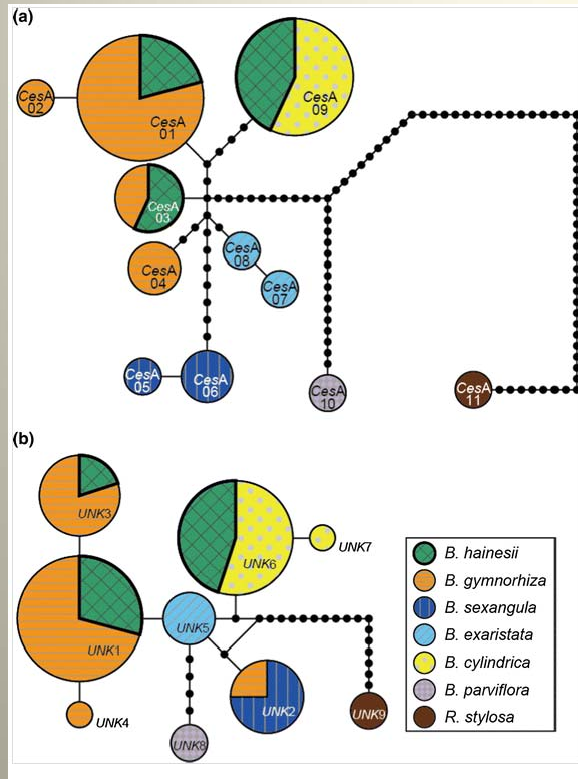 (a)
CesA
02
CesA
01
CesA
09
CesA
03
CesA
08
CesA
04
CesA
07
CesA
05
CesA
06
CesA
10
CesA
11
(b)
UNK3
UNK6
UNK7
UNK5
UNK1
UNK2
UNK4
UNK8
UNK9
B. hainesii
B. gymnorhiza
B. sexangula
B. exaristata
B. cylindrica
B. parviflora
R. stylosa